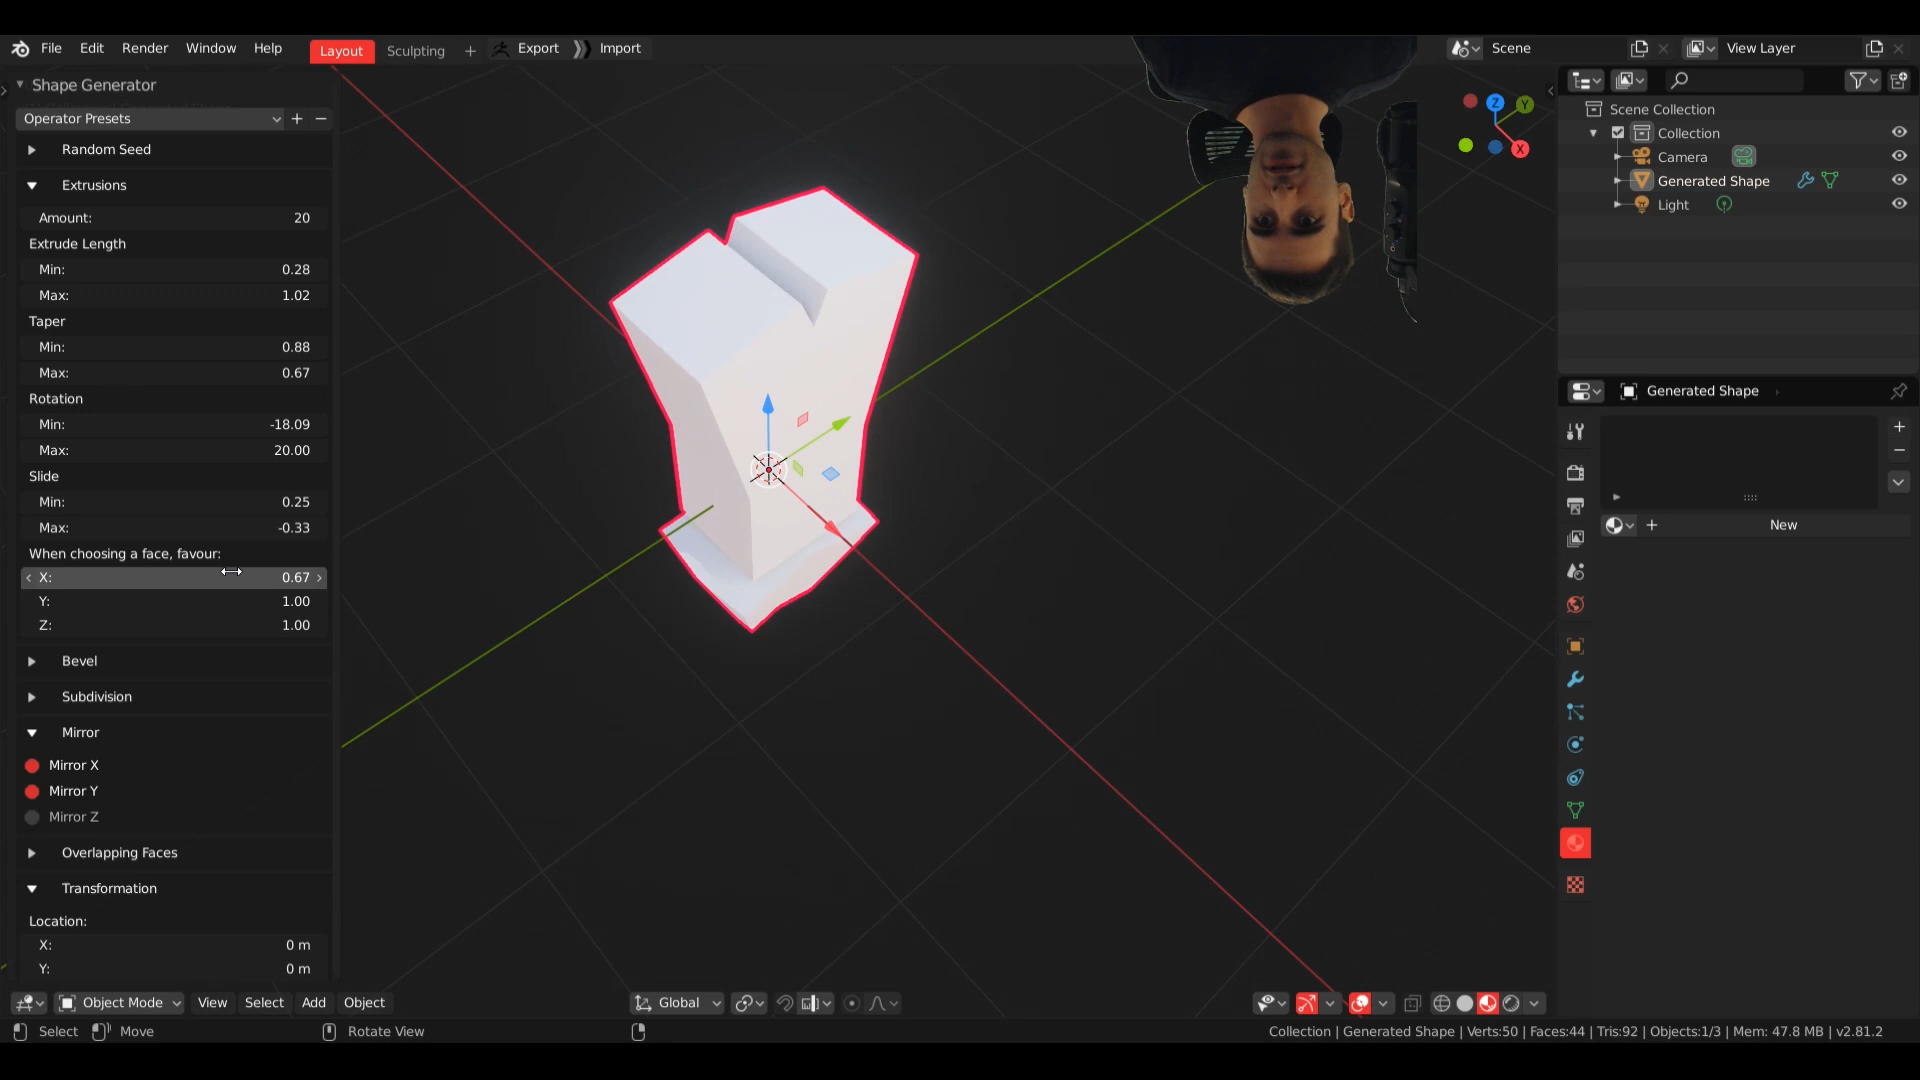 File Edit Render Window Help Layout Sculpting + Export Import Scene View Layer
Shape Generator
Operator Presets
Random Seed
Extrusions
Amount: 20
Extrude Length
Min: 0.28
Max: 1.02
Taper
Min: 0.88
Max: 0.67
Rotation
Min: -18.09
Max: 20.00
Slide
Min: 0.25
Max: -0.33
When choosing a face, favour:
X: 0.67
Y: 1.00
Z: 1.00
Bevel
Subdivision
Mirror
Mirror X
Mirror Y
Mirror Z
Overlapping Faces
Transformation
Location:
X: 0 m
Y: 0 m
Z Y
X
Scene Collection
Collection
Camera
Generated Shape
Light
Generated Shape
New
Object Mode View Select Add Object Global
Select Move Rotate View Collection | Generated Shape | Verts:50 | Faces:44 | Tris:92 | Objects:1/3 | Mem: 47.8 MB | v2.81.2